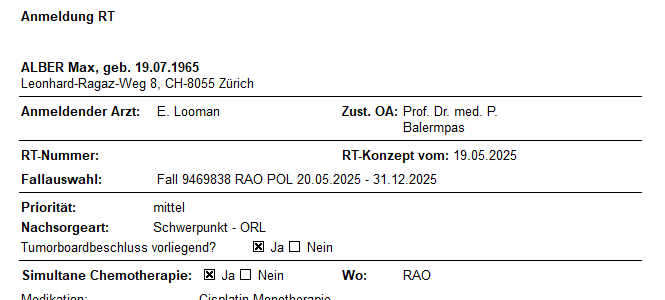 Anmeldung RT
ALBER Max, geb. 19.07.1965
Leonhard-Ragaz-Weg 8, CH-8055 Zürich
Anmeldender Arzt: E. Looman Zust. OA: Prof. Dr. med. P.
Balermpas
RT-Nummer: RT-Konzept vom: 19.05.2025
Fallauswahl: Fall 9469838 RAO POL 20.05.2025 - 31.12.2025
Priorität: mittel
Nachsorgeart: Schwerpunkt - ORL
Tumorboardbeschluss vorliegend? ☒ Ja ☐ Nein
Simultane Chemotherapie: ☒ Ja ☐ Nein Wo: RAO
Medikation: Cisplatin Monotherapie